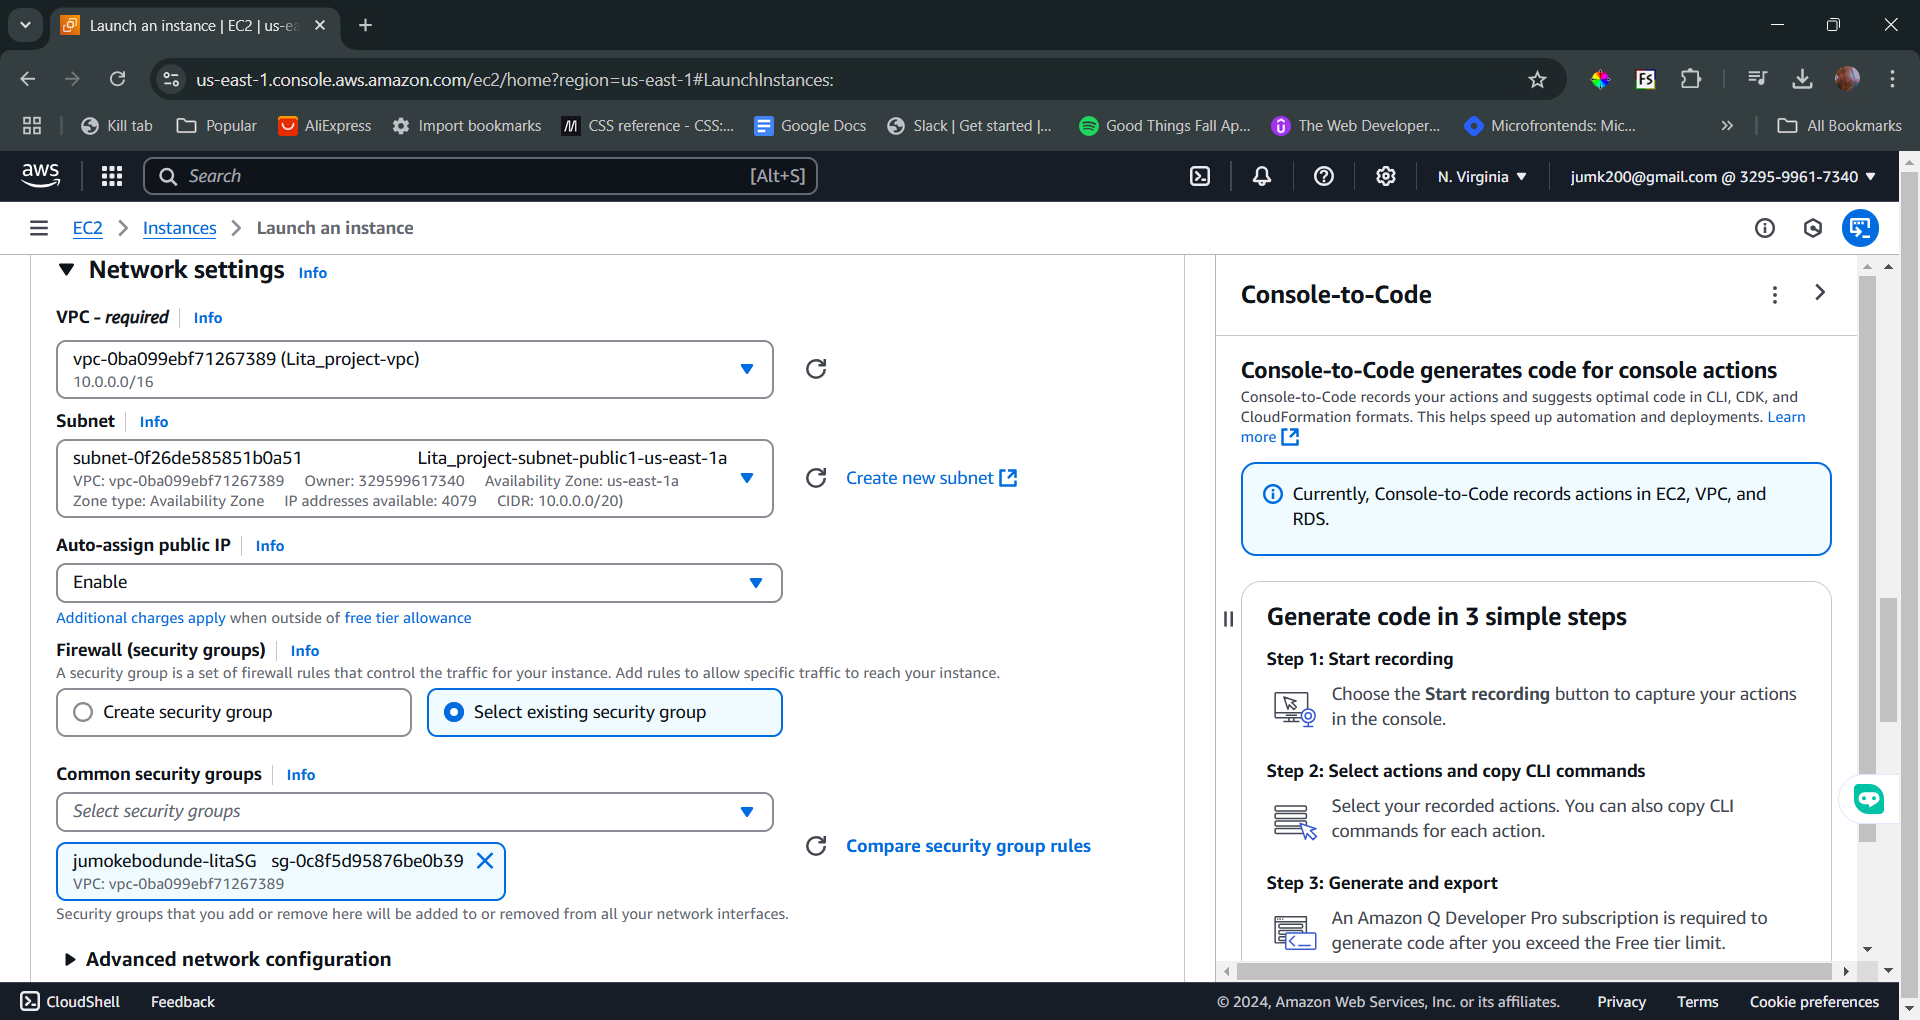 Launch an instance | EC2 | us-ea
us-east-1.console.aws.amazon.com/ec2/home?region=us-east-1#LaunchInstances:
FS
Kill tab
Popular
AliExpress
Import bookmarks
CSS reference - CSS:...
Google Docs
Slack | Get started |...
Good Things Fall Ap...
The Web Developer...
Microfrontends: Mic...
All Bookmarks
aws
Search
[Alt+S]
N. Virginia
jumk200@gmail.com @ 3295-9961-7340
EC2
Instances
Launch an instance
Network settings Info
VPC - required Info
vpc-0ba099ebf71267389 (Lita_project-vpc)
10.0.0.0/16
Subnet Info
subnet-0f26de585851b0a51 Lita_project-subnet-public1-us-east-1a
VPC: vpc-0ba099ebf71267389 Owner: 329599617340 Availability Zone: us-east-1a
Zone type: Availability Zone IP addresses available: 4079 CIDR: 10.0.0.0/20)
Create new subnet
Auto-assign public IP Info
Enable
Additional charges apply when outside of free tier allowance
Firewall (security groups) Info
A security group is a set of firewall rules that control the traffic for your instance. Add rules to allow specific traffic to reach your instance.
Create security group
Select existing security group
Common security groups Info
Select security groups
jumokebodunde-litaSG sg-0c8f5d95876be0b39
VPC: vpc-0ba099ebf71267389
Compare security group rules
Security groups that you add or remove here will be added to or removed from all your network interfaces.
Advanced network configuration
Console-to-Code
Console-to-Code generates code for console actions
Console-to-Code records your actions and suggests optimal code in CLI, CDK, and
CloudFormation formats. This helps speed up automation and deployments. Learn
more
Currently, Console-to-Code records actions in EC2, VPC, and
RDS.
Generate code in 3 simple steps
Step 1: Start recording
Choose the Start recording button to capture your actions
in the console.
Step 2: Select actions and copy CLI commands
Select your recorded actions. You can also copy CLI
commands for each action.
Step 3: Generate and export
An Amazon Q Developer Pro subscription is required to
generate code after you exceed the Free tier limit.
CloudShell
Feedback
© 2024, Amazon Web Services, Inc. or its affiliates.
Privacy
Terms
Cookie preferences